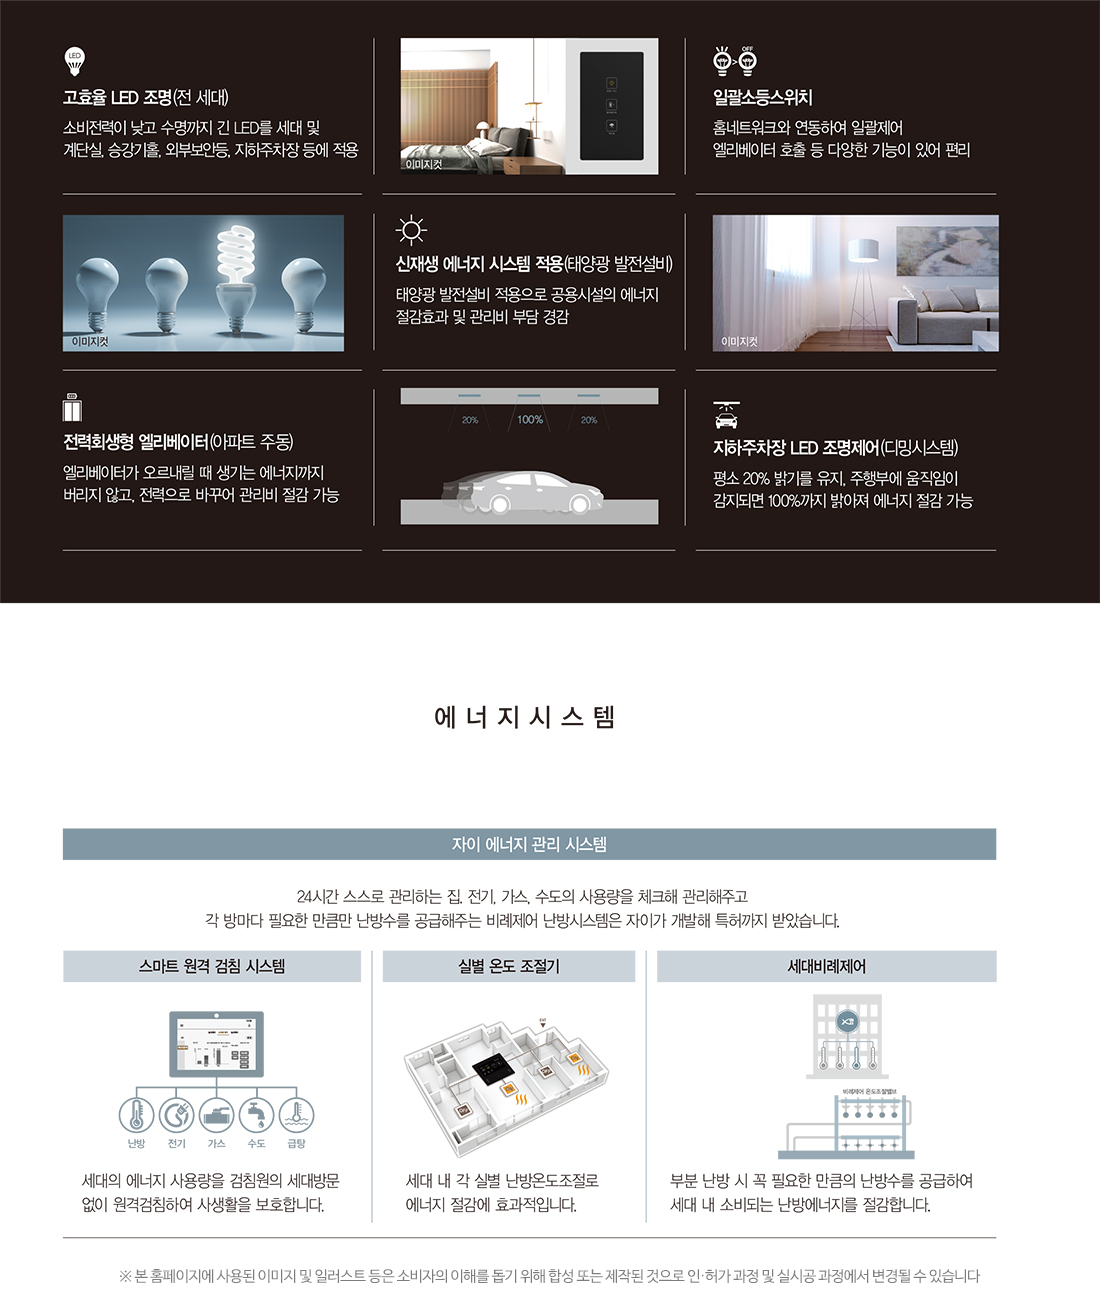 LED
고효율 LED 조명(전 세대)
소비전력이 낮고 수명까지 긴 LED를 세대 및
계단실, 승강기홀, 외부보안등, 지하주차장 등에 적용
이미지컷
OFF
일괄소등스위치
홈네트워크와 연동하여 일괄제어
엘리베이터 호출 등 다양한 기능이 있어 편리
이미지컷
신재생 에너지 시스템 적용(태양광 발전설비)
태양광 발전설비 적용으로 공용시설의 에너지
절감효과 및 관리비 부담 경감
이미지컷
전력회생형 엘리베이터(아파트 주동)
엘리베이터가 오르내릴 때 생기는 에너지까지
버리지 않고, 전력으로 바꾸어 관리비 절감 가능
20% 100% 20%
지하주차장 LED 조명제어(디밍시스템)
평소 20% 밝기를 유지, 주행부에 움직임이
감지되면 100%까지 밝아져 에너지 절감 가능
에너지시스템
자이 에너지 관리 시스템
24시간 스스로 관리하는 집. 전기, 가스, 수도의 사용량을 체크해 관리해주고
각 방마다 필요한 만큼만 난방수를 공급해주는 비례제어 난방시스템은 자이가 개발해 특허까지 받았습니다.
스마트 원격 검침 시스템
난방 전기 가스 수도 급탕
세대의 에너지 사용량을 검침원의 세대방문
없이 원격검침하여 사생활을 보호합니다.
실별 온도 조절기
ENT
세대 내 각 실별 난방온도조절로
에너지 절감에 효과적입니다.
세대비례제어
비례제어 온도조절밸브
부분 난방 시 꼭 필요한 만큼의 난방수를 공급하여
세대 내 소비되는 난방에너지를 절감합니다.
※ 본 홈페이지에 사용된 이미지 및 일러스트 등은 소비자의 이해를 돕기 위해 합성 또는 제작된 것으로 인·허가 과정 및 실시공 과정에서 변경될 수 있습니다